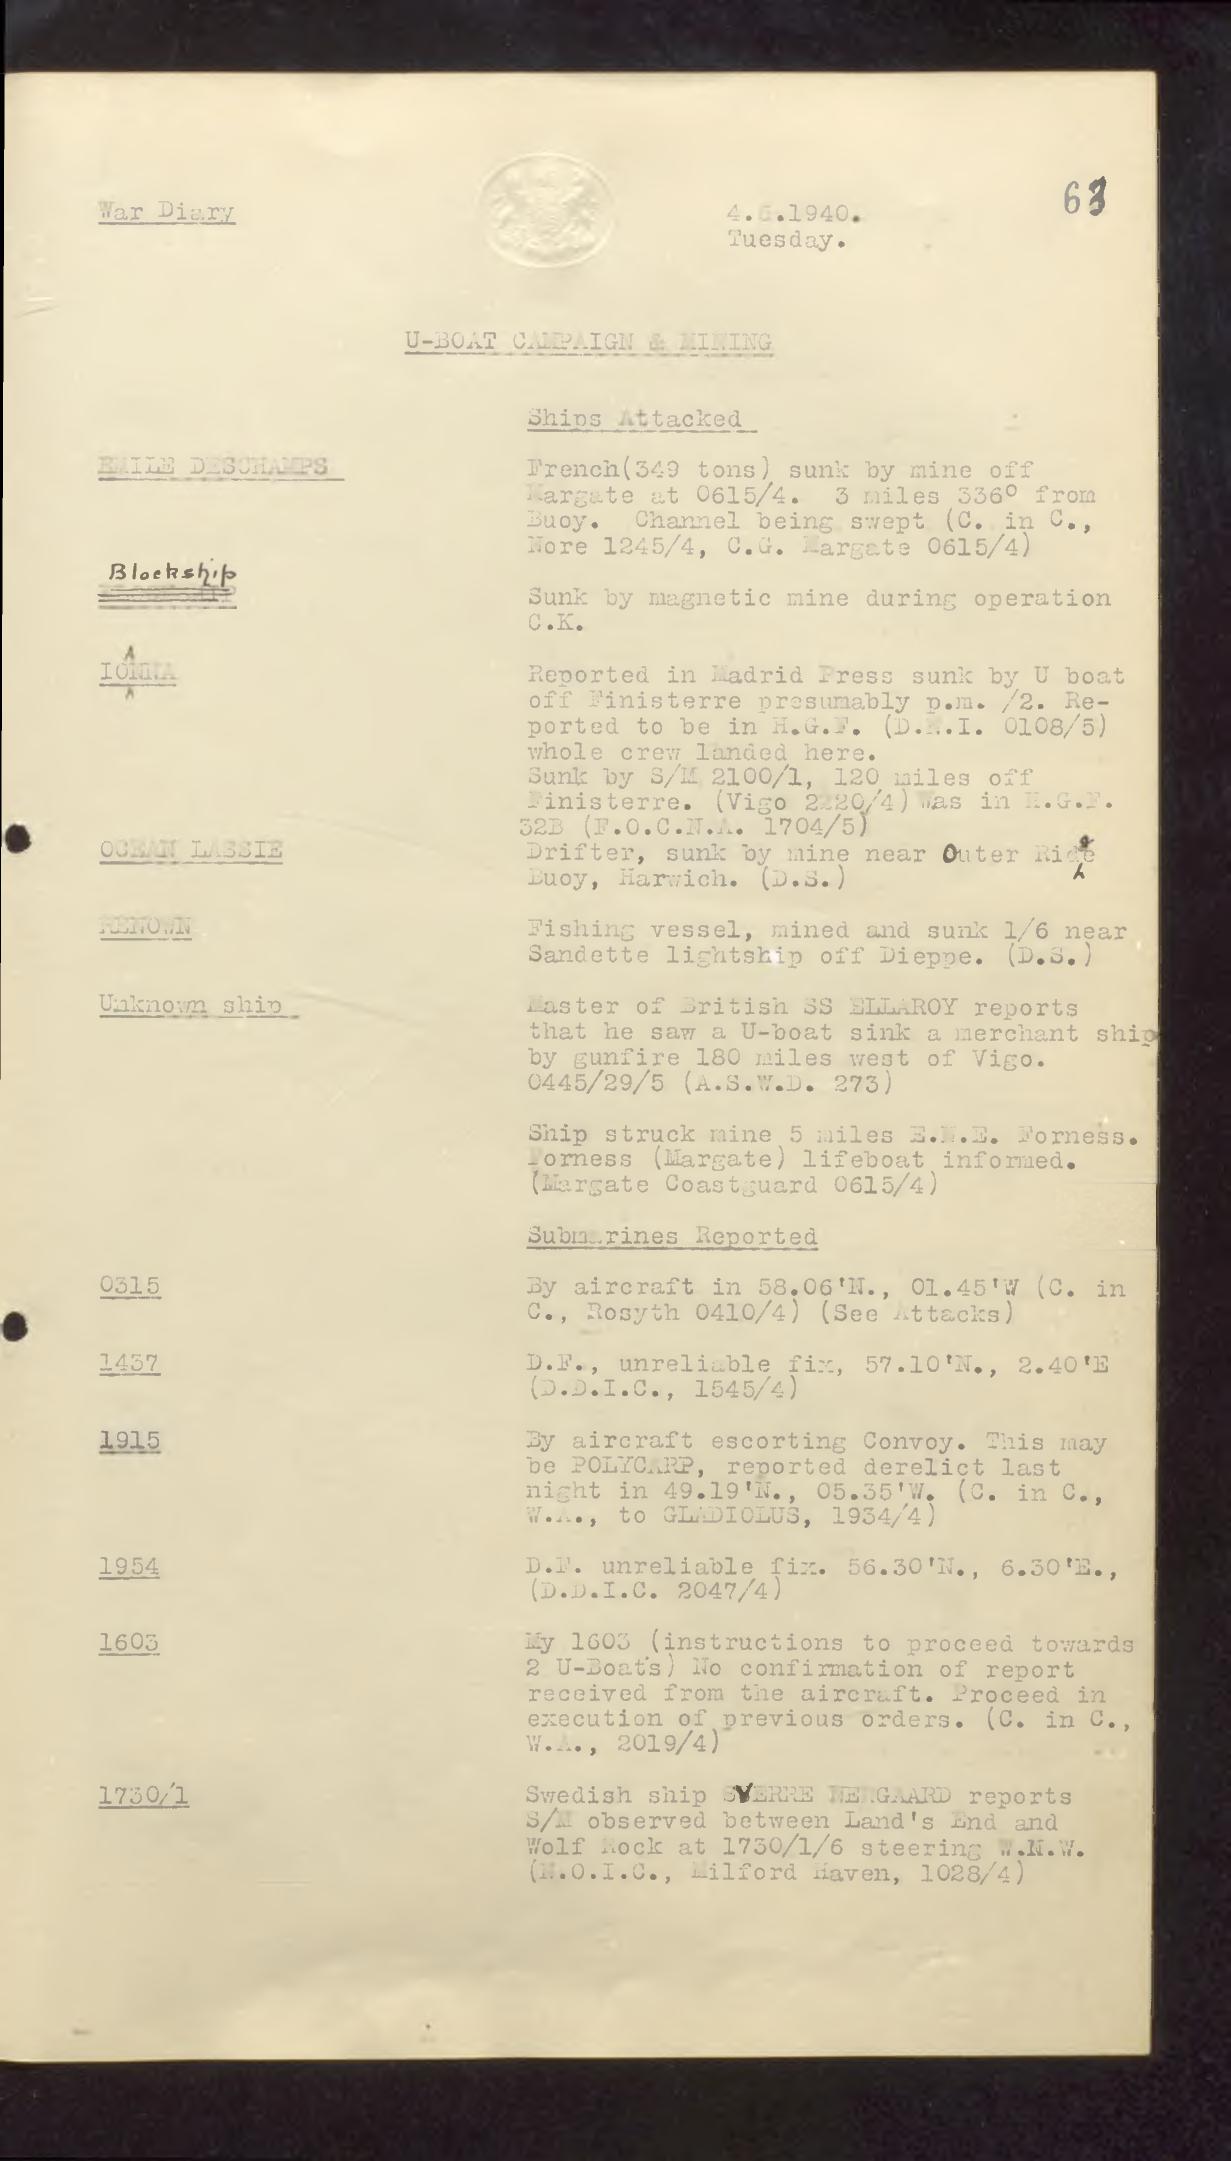 War Diary
4.6.1940.
63
Tuesday.
U-BOAT CAMPAIGN & MINING
Ships Attacked
EMILE DESCHAMPS
French(349 tons) sunk by mine off
Margate at 0615/4. 3 miles 336° from
Buoy. Channel being swept (C. in C.,
Nore 1245/4, C.G. Margate 0615/4)
Blockship
Sunk by magnetic mine during operation
C.K.
IOANNA
Reported in Madrid Press sunk by U boat
off Finisterre presumably p.m. /2. Re-
ported to be in H.G.F. (D.N.I. 0108/5)
whole crew landed here.
Sunk by S/M 2100/1, 120 miles off
Finisterre. (Vigo 2220/4) Was in H.G.F.
32B (F.O.C.N.A. 1704/5)
OCEAN LASSIE
Drifter, sunk by mine near Outer Ridge
Buoy, Harwich. (D.S.)
RENOWN
Fishing vessel, mined and sunk 1/6 near
Sandette lightship off Dieppe. (D.S.)
Unknown ship
Master of British SS ELLAROY reports
that he saw a U-boat sink a merchant ship
by gunfire 180 miles west of Vigo.
0445/29/5 (A.S.W.D. 273)
Ship struck mine 5 miles E.N.E. Forness.
Forness (Margate) lifeboat informed.
(Margate Coastguard 0615/4)
Submarines Reported
0315
By aircraft in 58.06'N., 01.45'W (C. in
C., Rosyth 0410/4) (See Attacks)
1437
D.F., unreliable fix, 57.10'N., 2.40'E
(D.D.I.C., 1545/4)
1915
By aircraft escorting Convoy. This may
be POLYCARP, reported derelict last
night in 49.19'N., 05.35'W. (C. in C.,
W.A., to GLADIOLUS, 1934/4)
1954
D.F. unreliable fix. 56.30'N., 6.30'E.,
(D.D.I.C. 2047/4)
1603
My 1603 (instructions to proceed towards
2 U-Boat's) No confirmation of report
received from the aircraft. Proceed in
execution of previous orders. (C. in C.,
W.A., 2019/4)
1730/1
Swedish ship SVERRE NERGAARD reports
S/M observed between Land's End and
Wolf Rock at 1730/1/6 steering W.N.W.
(N.O.I.C., Milford Haven, 1028/4)